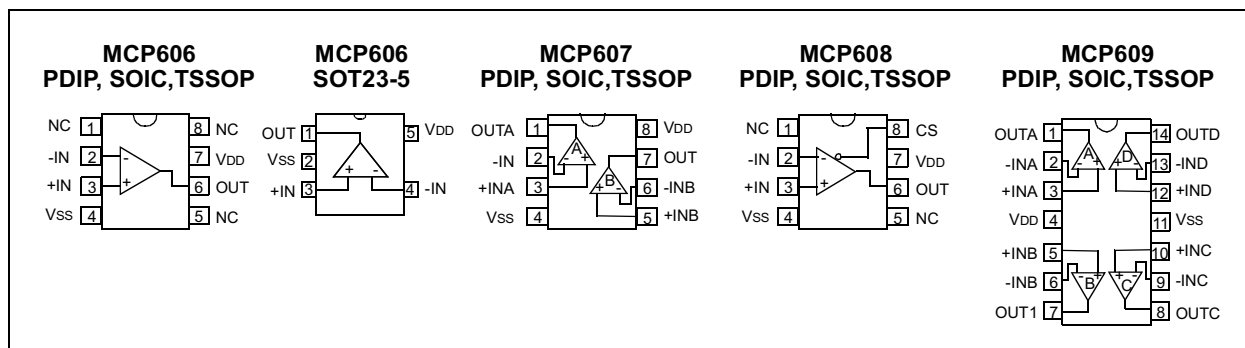 MCP606
PDIP, SOIC,TSSOP
NC 1
-IN 2
+IN 3
VSS 4
8 NC
7 VDD
6 OUT
5 NC
-
+
MCP606
SOT23-5
OUT 1
VSS 2
+IN 3
5 VDD
4 -IN
+ -
MCP607
PDIP, SOIC,TSSOP
OUTA 1
-IN 2
+INA 3
VSS 4
8 VDD
7 OUT
6 -INB
5 +INB
A
- +
B
+ -
MCP608
PDIP, SOIC,TSSOP
NC 1
-IN 2
+IN 3
VSS 4
8 CS
7 VDD
6 OUT
5 NC
-
+
MCP609
PDIP, SOIC,TSSOP
OUTA 1
-INA 2
+INA 3
VDD 4
+INB 5
-INB 6
OUT1 7
14 OUTD
13 -IND
12 +IND
11 VSS
10 +INC
9 -INC
8 OUTC
A D
- + + -
- + + -
B C